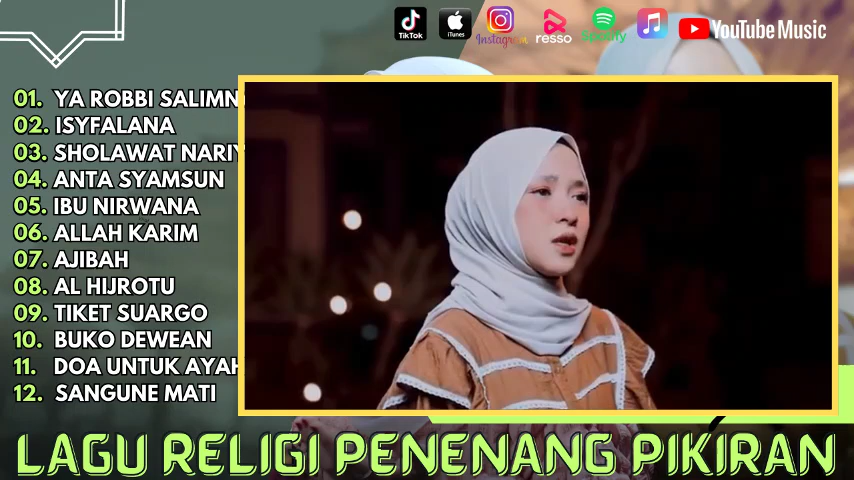 TikTok
iTunes
Instagram
resso
Spotify
YouTube Music
01. YA ROBBI
02. ISYFALANA
03. SHOLAWAT
04. ANTA SYAMSUN
05. IBU NIRWANA
06. ALLAH KARIM
07. AJIBAH
08. AL HIJROTU
09. TIKET SUARGO
10. BUKO DEWEAN
11. DOA UNTUK AYAH
12. SANGUNE MATI
LAGU RELIGI PENENANG PIKIRAN